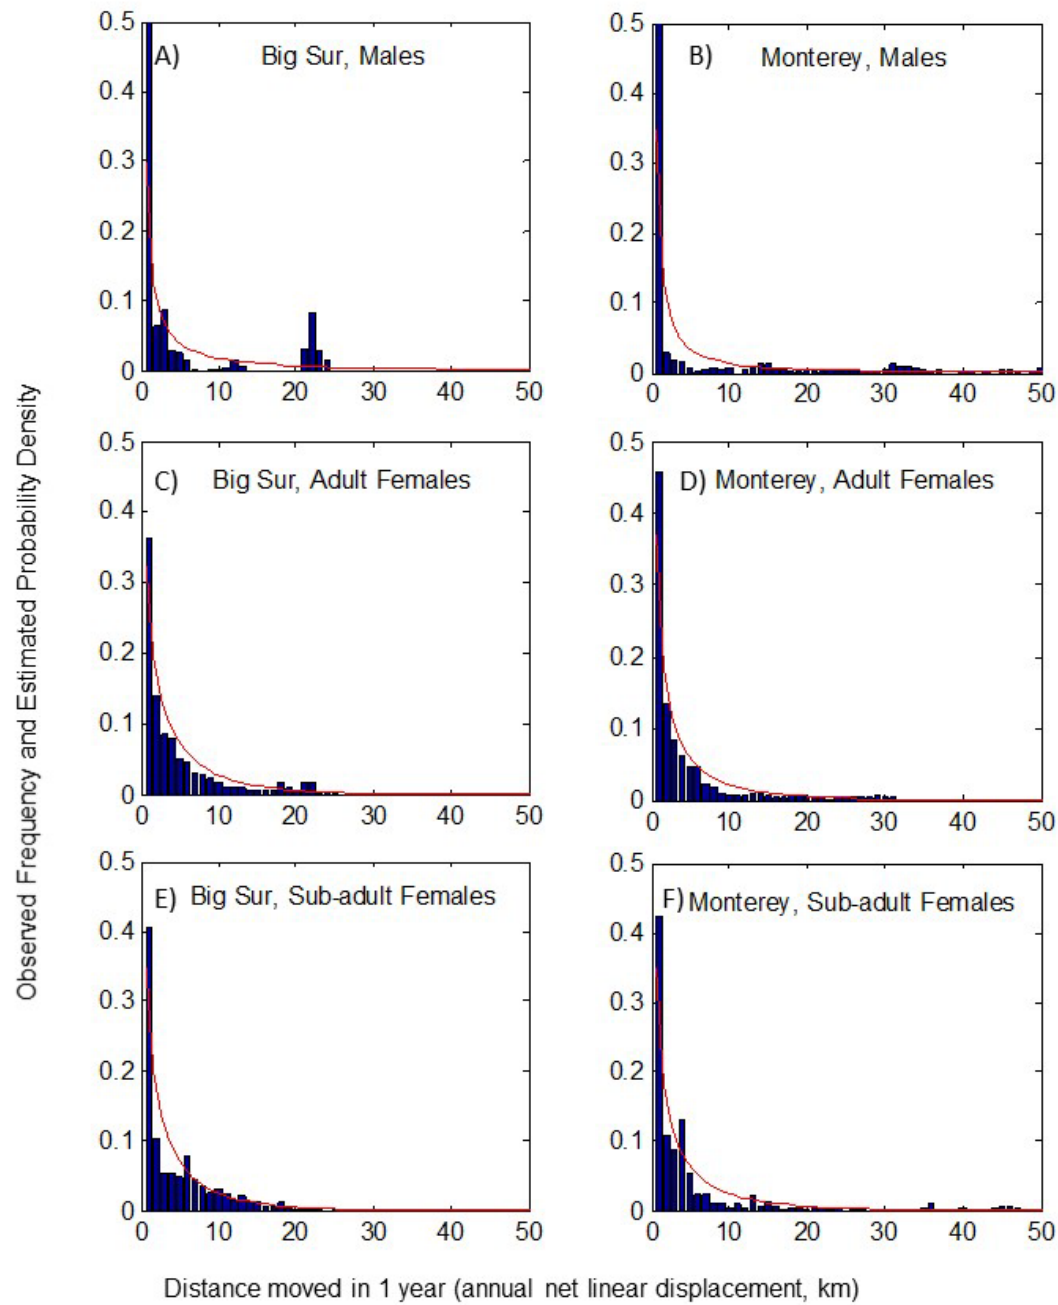 Observed Frequency and Estimated Probability Density
0.5
0.4
0.3
0.2
0.1
0
A) Big Sur, Males
0 10 20 30 40 50
0.5
0.4
0.3
0.2
0.1
0
B) Monterey, Males
0 10 20 30 40 50
0.5
0.4
0.3
0.2
0.1
0
C) Big Sur, Adult Females
0 10 20 30 40 50
0.5
0.4
0.3
0.2
0.1
0
D) Monterey, Adult Females
0 10 20 30 40 50
0.5
0.4
0.3
0.2
0.1
0
E) Big Sur, Sub-adult Females
0 10 20 30 40 50
0.5
0.4
0.3
0.2
0.1
0
F) Monterey, Sub-adult Females
0 10 20 30 40 50
Distance moved in 1 year (annual net linear displacement, km)